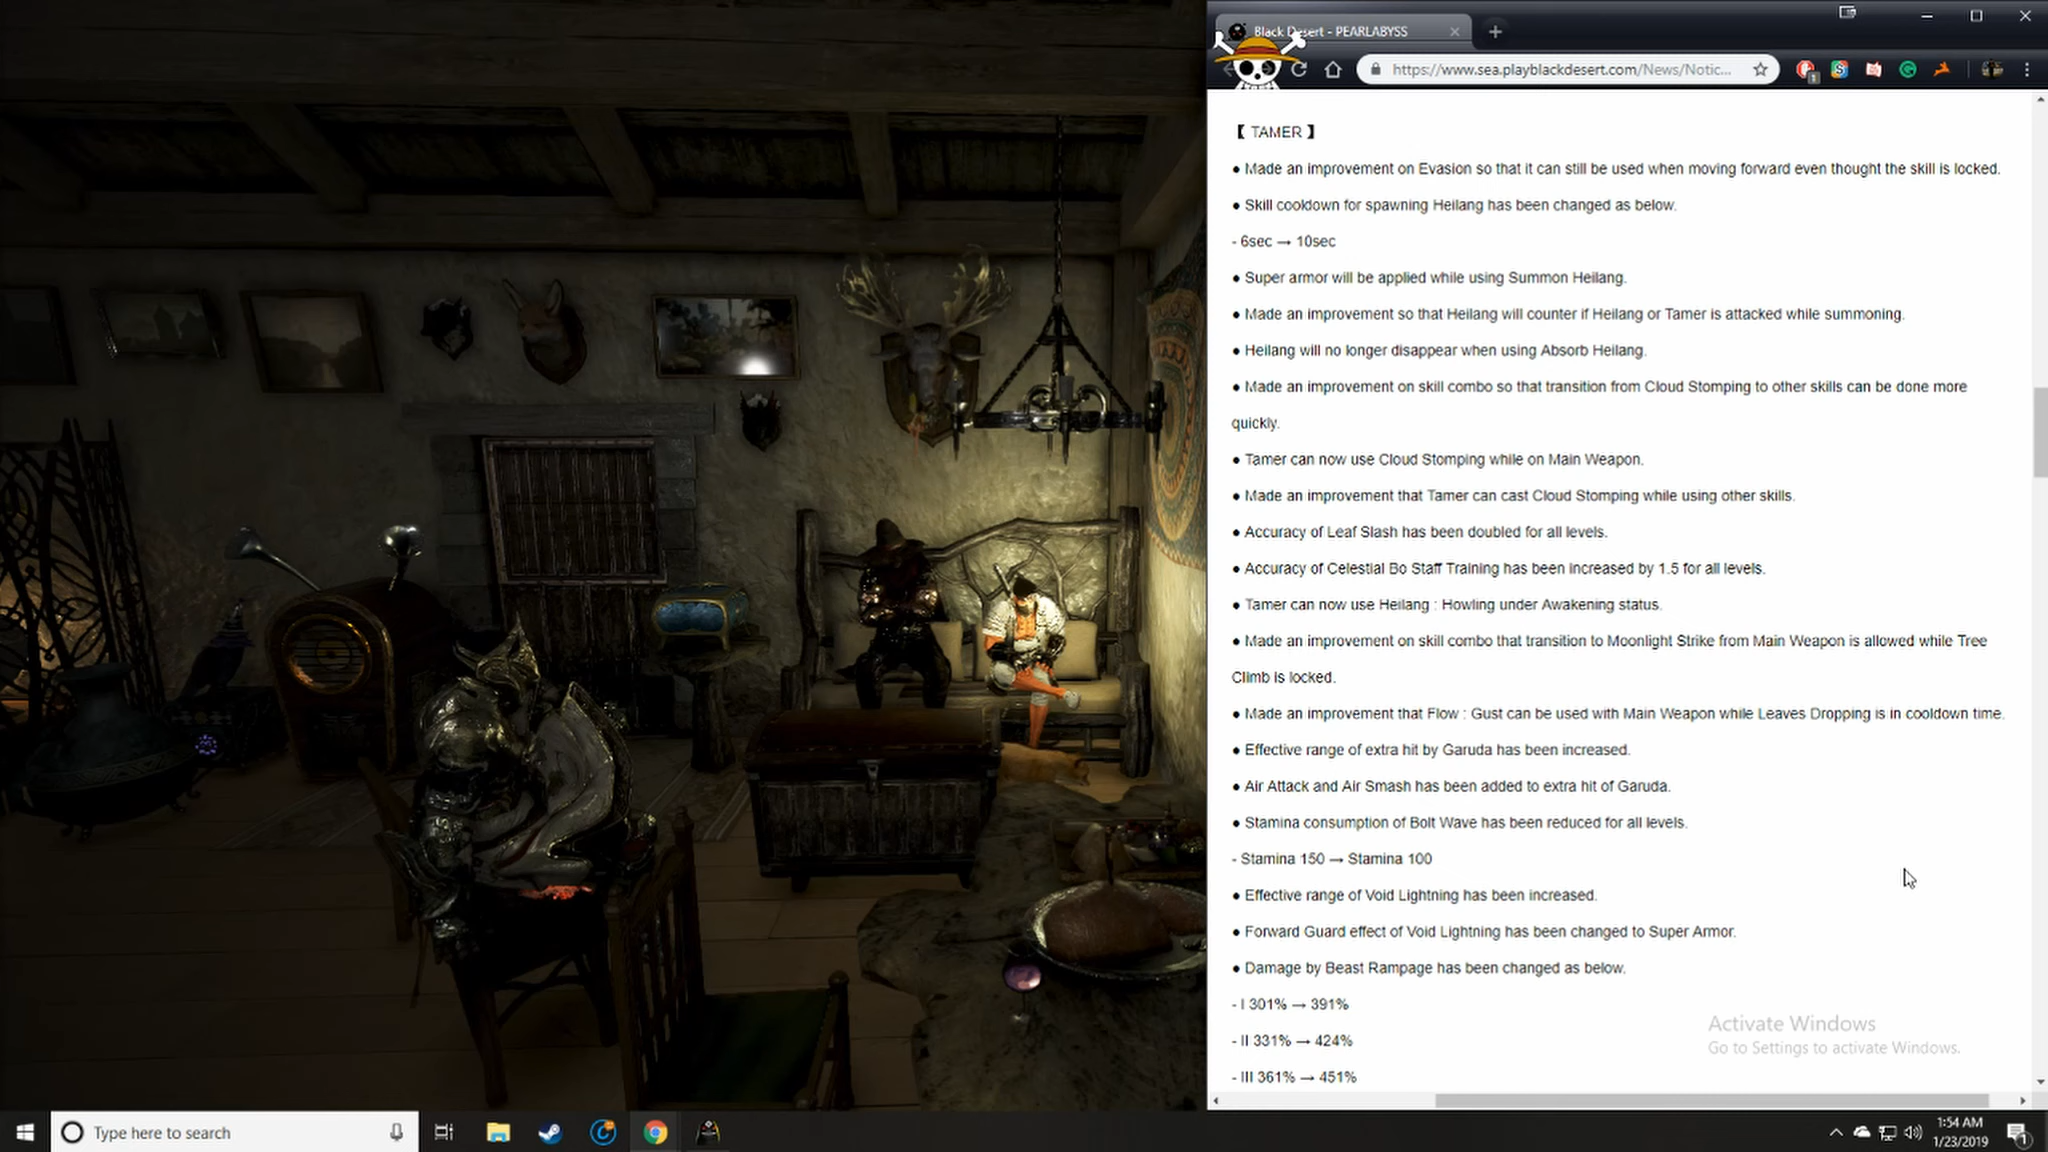 Black Desert - PEARLABYSS
https://www.sea.playblackdesert.com/News/Notic...
1
【 TAMER 】
● Made an improvement on Evasion so that it can still be used when moving forward even thought the skill is locked.
● Skill cooldown for spawning Heilang has been changed as below.
- 6sec → 10sec
● Super armor will be applied while using Summon Heilang.
● Made an improvement so that Heilang will counter if Heilang or Tamer is attacked while summoning.
● Heilang will no longer disappear when using Absorb Heilang.
● Made an improvement on skill combo so that transition from Cloud Stomping to other skills can be done more
quickly.
● Tamer can now use Cloud Stomping while on Main Weapon.
● Made an improvement that Tamer can cast Cloud Stomping while using other skills.
● Accuracy of Leaf Slash has been doubled for all levels.
● Accuracy of Celestial Bo Staff Training has been increased by 1.5 for all levels.
● Tamer can now use Heilang : Howling under Awakening status.
● Made an improvement on skill combo that transition to Moonlight Strike from Main Weapon is allowed while Tree
Climb is locked.
● Made an improvement that Flow : Gust can be used with Main Weapon while Leaves Dropping is in cooldown time.
● Effective range of extra hit by Garuda has been increased.
● Air Attack and Air Smash has been added to extra hit of Garuda.
● Stamina consumption of Bolt Wave has been reduced for all levels.
- Stamina 150 → Stamina 100
● Effective range of Void Lightning has been increased.
● Forward Guard effect of Void Lightning has been changed to Super Armor.
● Damage by Beast Rampage has been changed as below.
- I 301% → 391%
- II 331% → 424%
- III 361% → 451%
Activate Windows
Go to Settings to activate Windows.
Type here to search
1:54 AM
1/23/2019
1